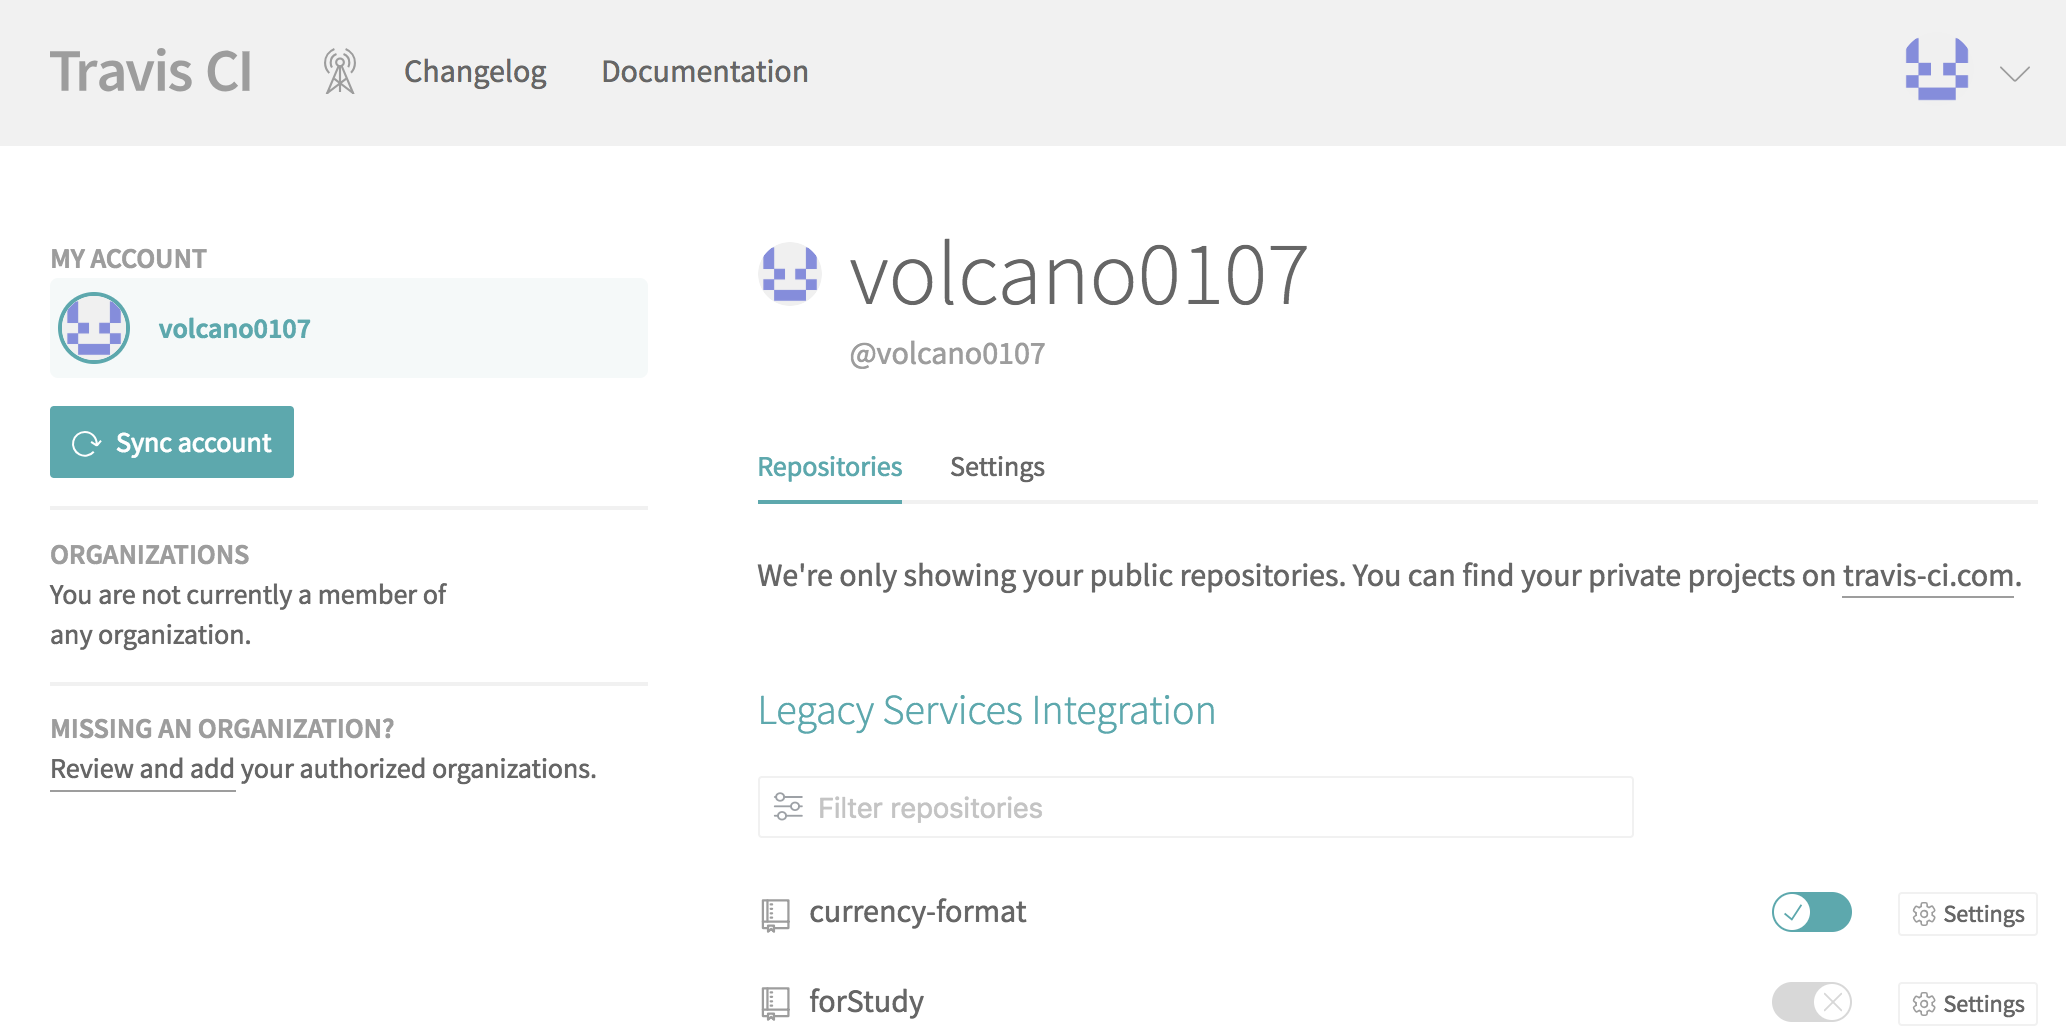 Travis CI
Changelog
Documentation
MY ACCOUNT
volcano0107
Sync account
ORGANIZATIONS
You are not currently a member of
any organization.
MISSING AN ORGANIZATION?
Review and add your authorized organizations.
volcano0107
@volcano0107
Repositories
Settings
We're only showing your public repositories. You can find your private projects on travis-ci.com.
Legacy Services Integration
Filter repositories
currency-format
Settings
forStudy
Settings